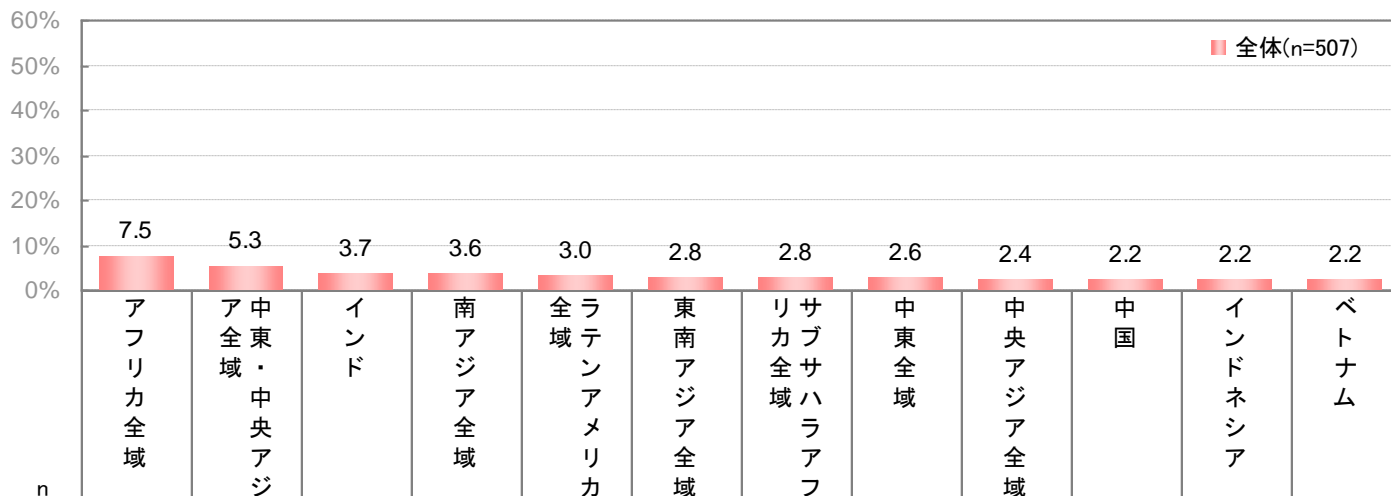 60%
50%
40%
30%
20%
10%
0%
全体(n=507)
7.5
5.3
3.7
3.6
3.0
2.8
2.8
2.6
2.4
2.2
2.2
2.2
アフリカ全域
中東・中央アジ
ア全域
インド
南アジア全域
ラテンアメリカ
全域
東南アジア全域
サブサハラアフ
リカ全域
中東全域
中央アジア全域
中国
インドネシア
ベトナム
n